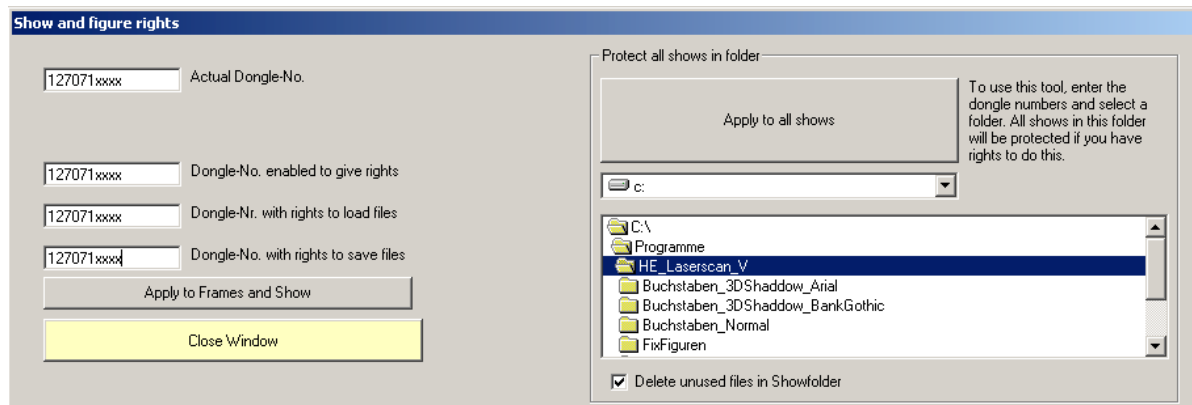 Show and figure rights
127071xxxx Actual Dongle-No.
127071xxxx Dongle-No. enabled to give rights
127071xxxx Dongle-Nr. with rights to load files
127071xxxx Dongle-No. with rights to save files
Apply to Frames and Show
Close Window
Protect all shows in folder
Apply to all shows
To use this tool, enter the
dongle numbers and select a
folder. All shows in this folder
will be protected if you have
rights to do this.
c:
C:\
Programme
HE_Laserscan_V
Buchstaben_3DShaddow_Arial
Buchstaben_3DShaddow_BankGothic
Buchstaben_Normal
FixFiguren
Delete unused files in Showfolder